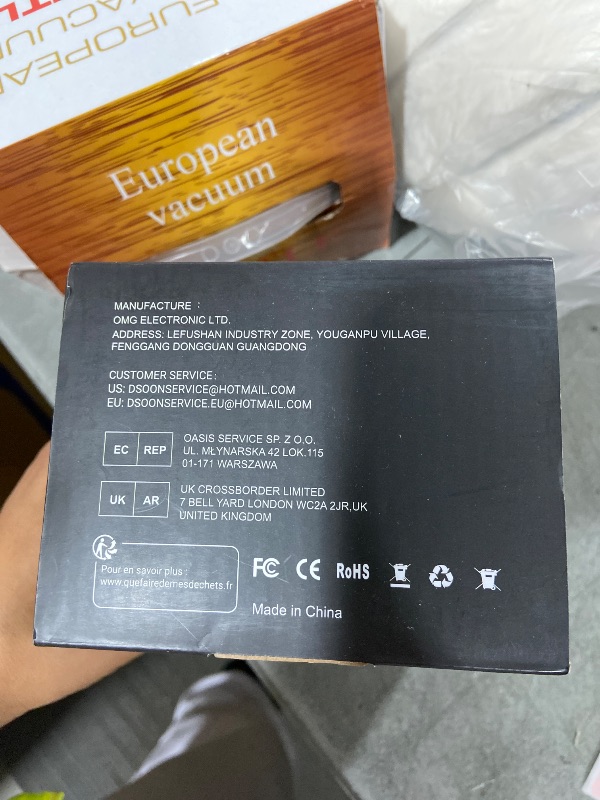 EUROPEAN
VACUUM
European
vacuum
MANUFACTURE :
OMG ELECTRONIC LTD.
ADDRESS: LEFUSHAN INDUSTRY ZONE, YOUGANPU VILLAGE,
FENGGANG DONGGUAN GUANGDONG
CUSTOMER SERVICE:
US: DSOONSERVICE@HOTMAIL.COM
EU: DSOONSERVICE.EU@HOTMAIL.COM
EC REP
OASIS SERVICE SP. Z O.O.
UL. MŁYNARSKA 42 LOK.115
01-171 WARSZAWA
UK AR
UK CROSSBORDER LIMITED
7 BELL YARD LONDON WC2A 2JR,UK
UNITED KINGDOM
Pour en savoir plus :
www.quefairedemesdechets.fr
FC CE RoHS
Made in China